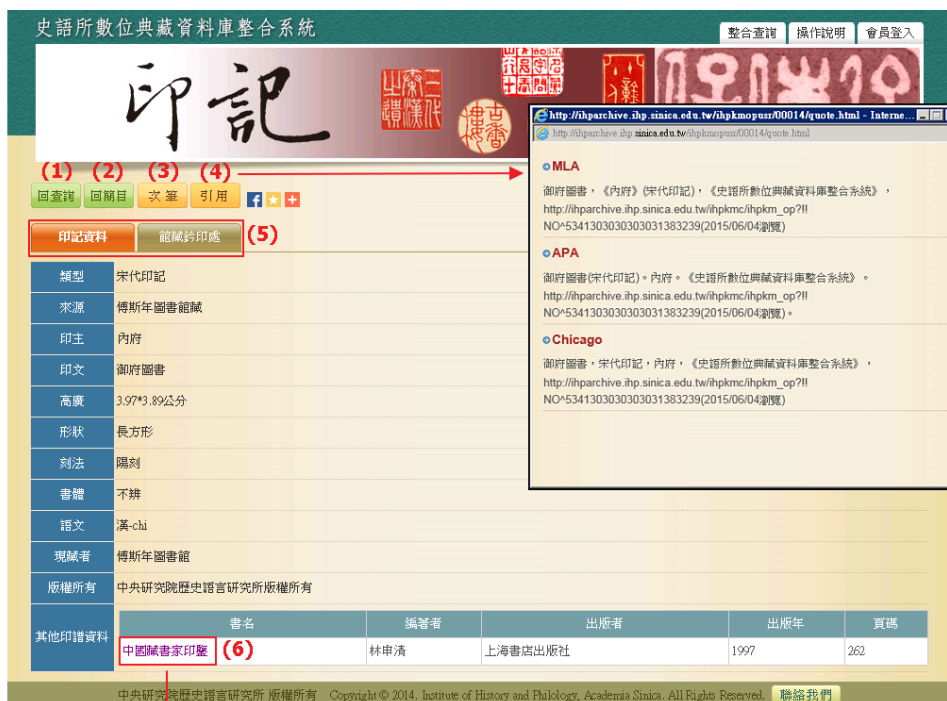 史語所數位典藏資料庫整合系統
整合查詢 操作說明 會員登入
印記
(1) (2) (3) (4)
回查詢 回簡目 次筆 引用
印記資料 館藏鈐印處 (5)
類型 宋代印記
來源 傅斯年圖書館藏
印主 內府
印文 御府圖書
高廣 3.97*3.89公分
形狀 長方形
刻法 陽刻
書體 不辨
語文 漢-chi
現藏者 傅斯年圖書館
版權所有 中央研究院歷史語言研究所版權所有
其他印譜資料
書名 編著者 出版者 出版年 頁碼
中國藏書家印鑒 (6) 林申清 上海書店出版社 1997 262
中央研究院歷史語言研究所 版權所有 Copyright © 2014. Institute of History and Philology, Academia Sinica. All Rights Reserved. 聯絡我們
http://ihparchive.ihp.sinica.edu.tw/ihpkmopusr/00014/quote.html - Interne...
http://ihparchive.ihp.sinica.edu.tw/ihpkmopusr/00014/quote.html
MLA
御府圖書，《內府》(宋代印記)，《史語所數位典藏資料庫整合系統》，
http://ihparchive.ihp.sinica.edu.tw/ihpkmc/ihpkm_op?!!
NO^5341303030303031383239(2015/06/04瀏覽)
APA
御府圖書(宋代印記)。內府。《史語所數位典藏資料庫整合系統》。
http://ihparchive.ihp.sinica.edu.tw/ihpkmc/ihpkm_op?!!
NO^5341303030303031383239(2015/06/04瀏覽)。
Chicago
御府圖書，宋代印記，內府，《史語所數位典藏資料庫整合系統》，
http://ihparchive.ihp.sinica.edu.tw/ihpkmc/ihpkm_op?!!
NO^5341303030303031383239(2015/06/04瀏覽)